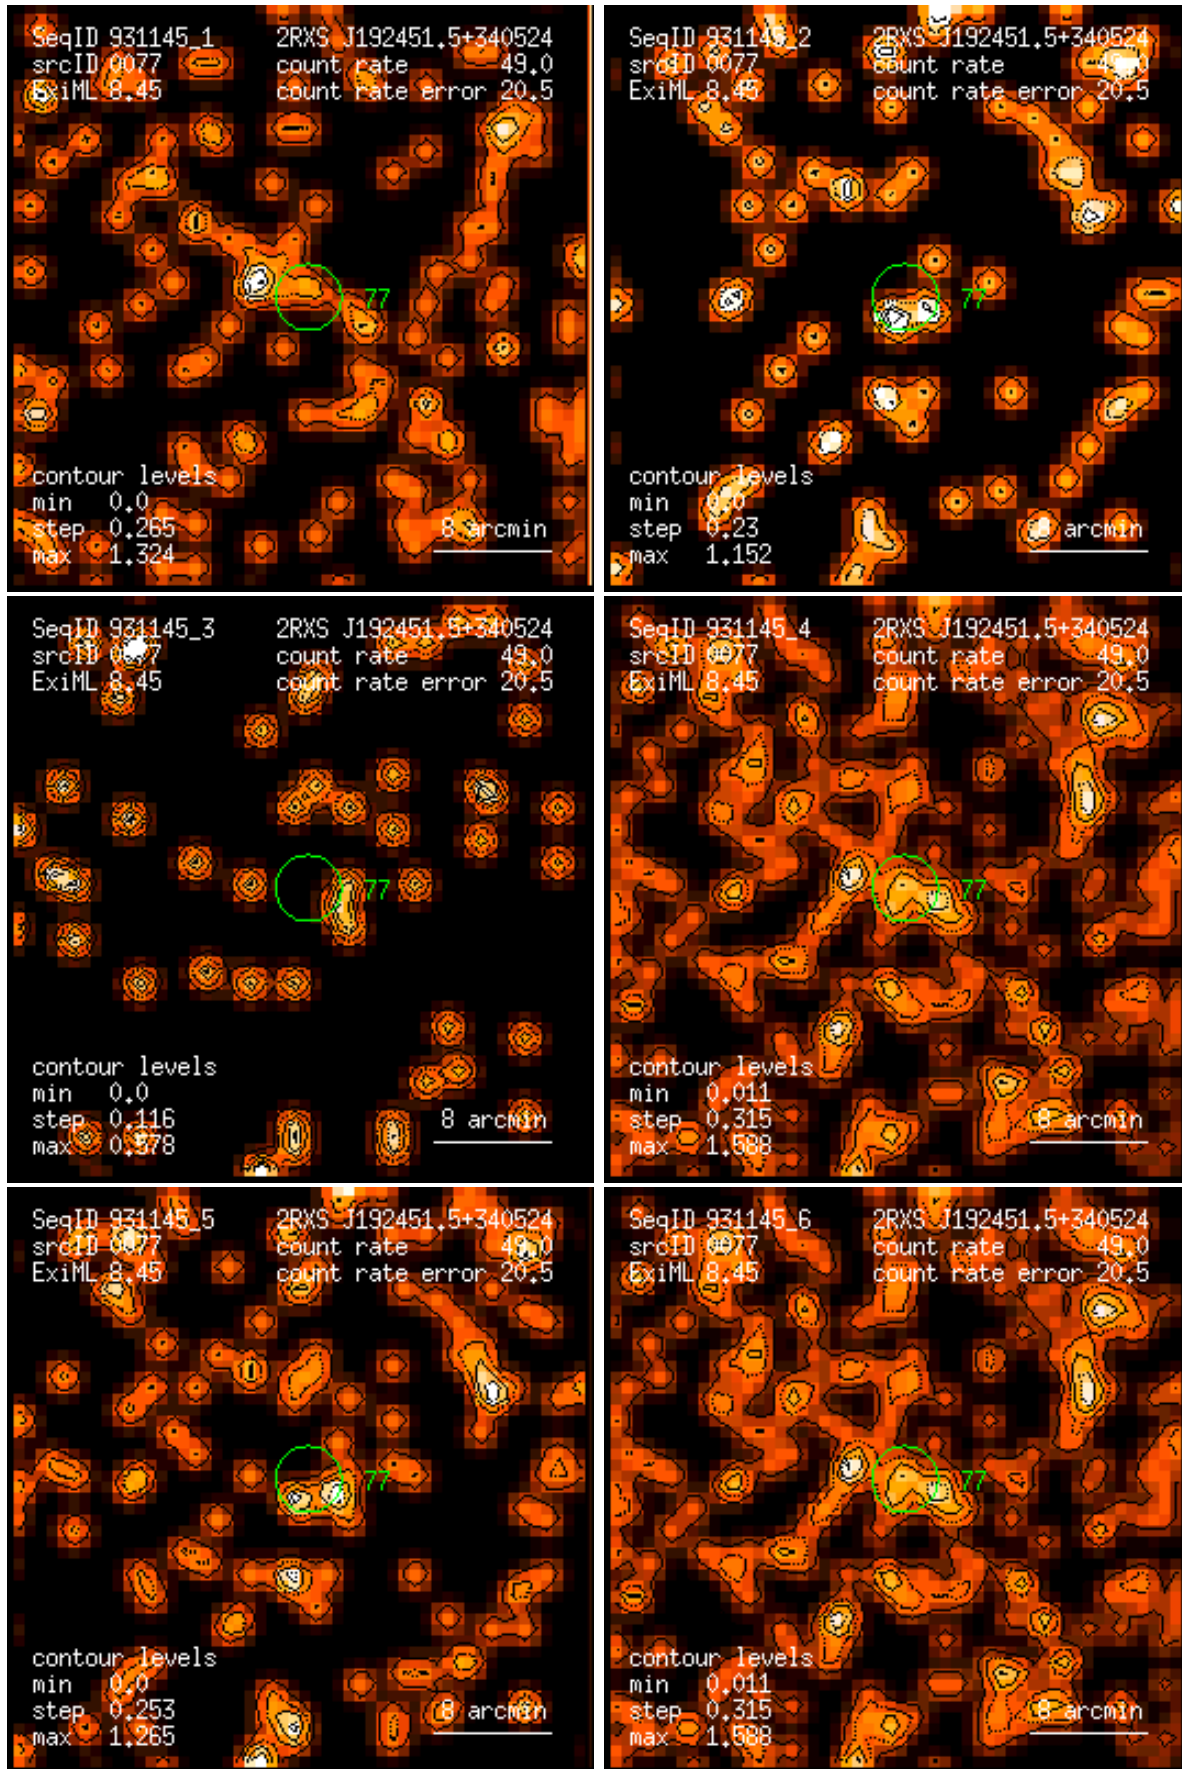 SeqID 931145_1 2RXS J192451.5+340524
srcID 0077 count rate 49.0
ExiML 8.45 count rate error 20.5
77
contour levels
min 0.0
step 0.265 8 arcmin
max 1.324
SeqID 931145_2 2RXS J192451.5+340524
srcID 0077 count rate 49.0
ExiML 8.45 count rate error 20.5
77
contour levels
min 0.0
step 0.23 8 arcmin
max 1.152
SeqID 931145_3 2RXS J192451.5+340524
srcID 0077 count rate 49.0
ExiML 8.45 count rate error 20.5
77
contour levels
min 0.0
step 0.116 8 arcmin
max 0.578
SeqID 931145_4 2RXS J192451.5+340524
srcID 0077 count rate 49.0
ExiML 8.45 count rate error 20.5
77
contour levels
min 0.011
step 0.315 8 arcmin
max 1.588
SeqID 931145_5 2RXS J192451.5+340524
srcID 0077 count rate 49.0
ExiML 8.45 count rate error 20.5
77
contour levels
min 0.0
step 0.253 8 arcmin
max 1.265
SeqID 931145_6 2RXS J192451.5+340524
srcID 0077 count rate 49.0
ExiML 8.45 count rate error 20.5
77
contour levels
min 0.011
step 0.315 8 arcmin
max 1.588